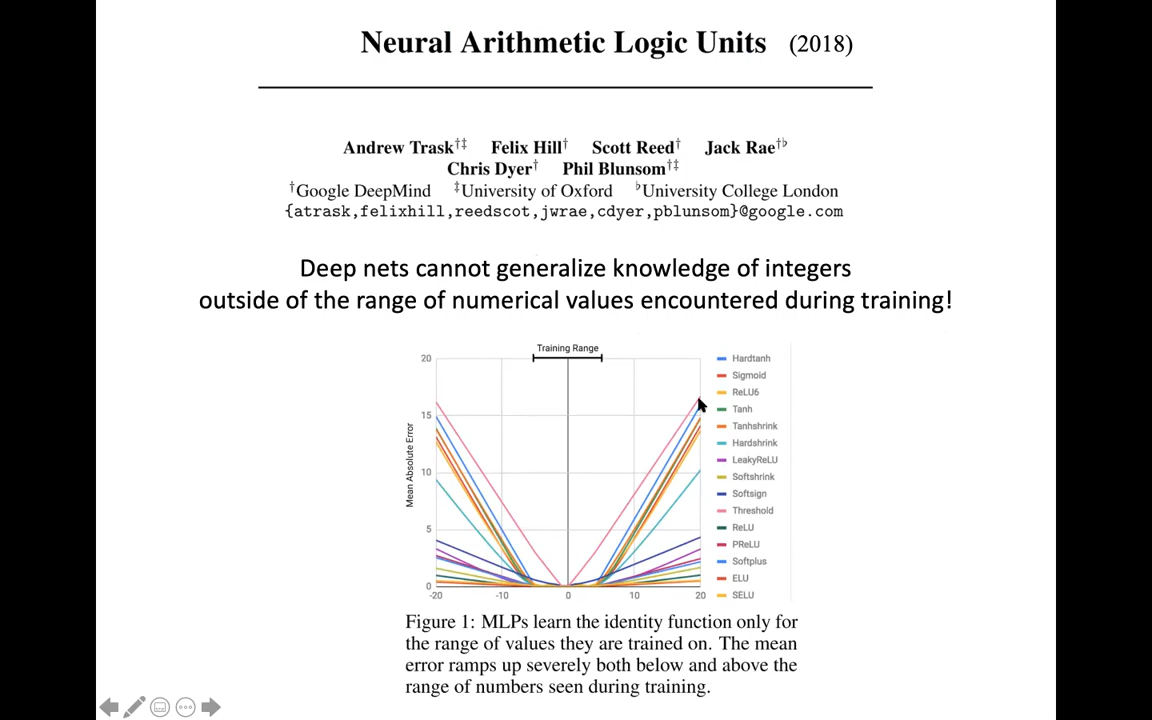 Neural Arithmetic Logic Units (2018)
Andrew Trask†‡ Felix Hill† Scott Reed† Jack Rae†♭
Chris Dyer† Phil Blunsom†‡
†Google DeepMind ‡University of Oxford ♭University College London
{atrask,felixhill,reedscot,jwrae,cdyer,pblunsom}@google.com
Deep nets cannot generalize knowledge of integers
outside of the range of numerical values encountered during training!
Training Range
Mean Absolute Error
20
15
10
5
0
-20 -10 0 10 20
Hardtanh
Sigmoid
ReLU6
Tanh
Tanhshrink
Hardshrink
LeakyReLU
Softshrink
Softsign
Threshold
ReLU
PReLU
Softplus
ELU
SELU
Figure 1: MLPs learn the identity function only for
the range of values they are trained on. The mean
error ramps up severely both below and above the
range of numbers seen during training.